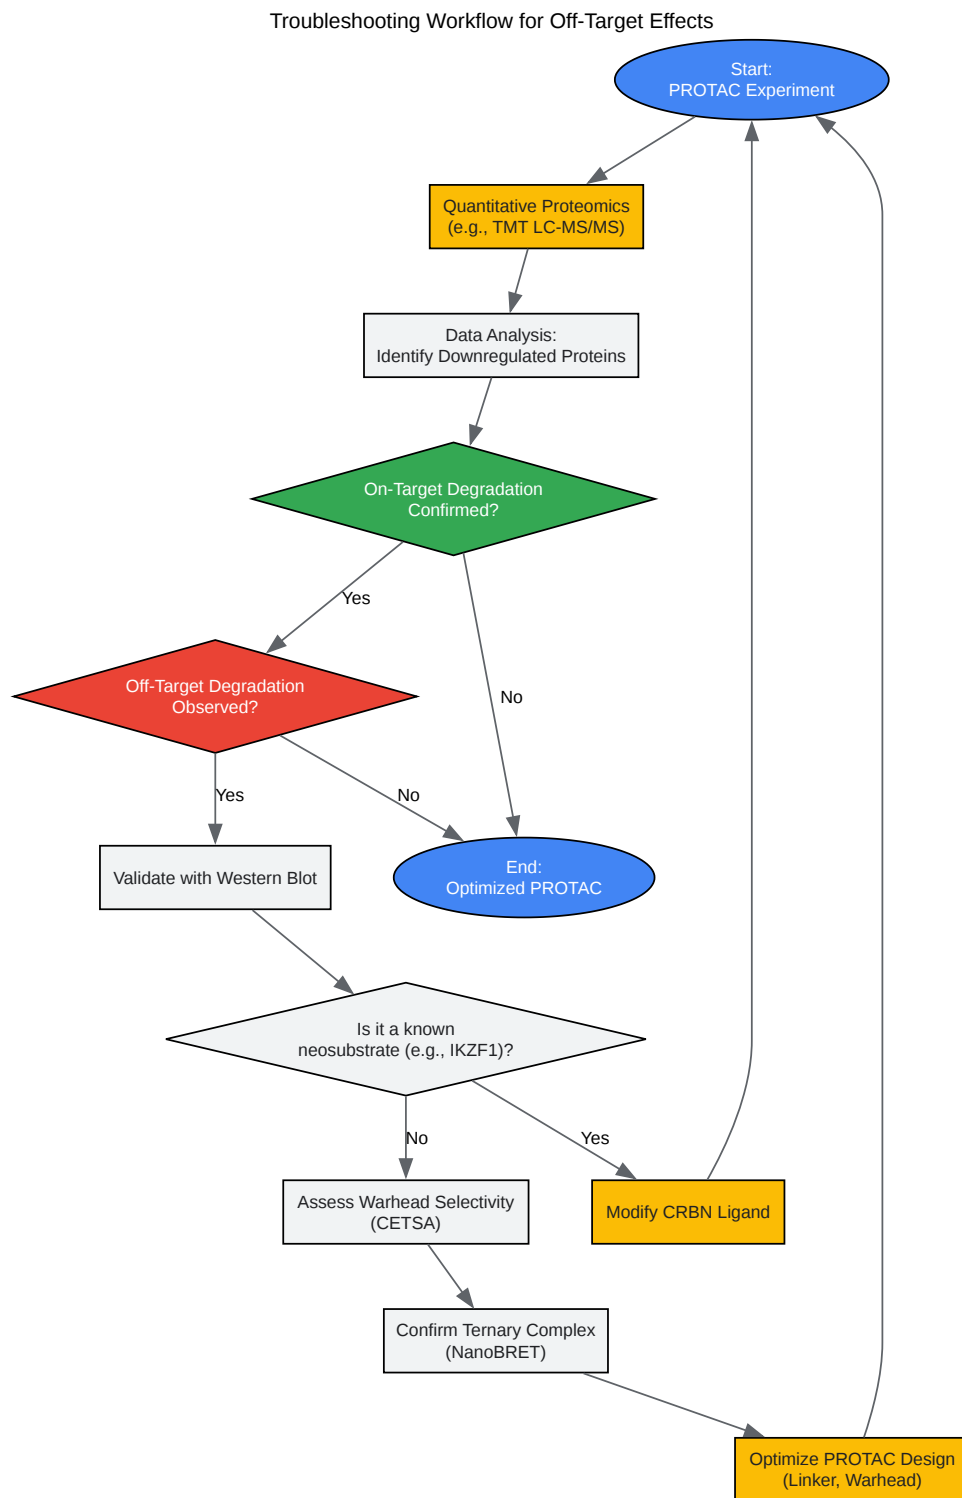 Troubleshooting Workflow for Off-Target Effects
Start:
PROTAC Experiment
Quantitative Proteomics
(e.g., TMT LC-MS/MS)
Data Analysis:
Identify Downregulated Proteins
On-Target Degradation
Confirmed?
Yes
No
Off-Target Degradation
Observed?
Yes
No
Validate with Western Blot
End:
Optimized PROTAC
Is it a known
neosubstrate (e.g., IKZF1)?
No
Yes
Assess Warhead Selectivity
(CETSA)
Modify CRBN Ligand
Confirm Ternary Complex
(NanoBRET)
Optimize PROTAC Design
(Linker, Warhead)